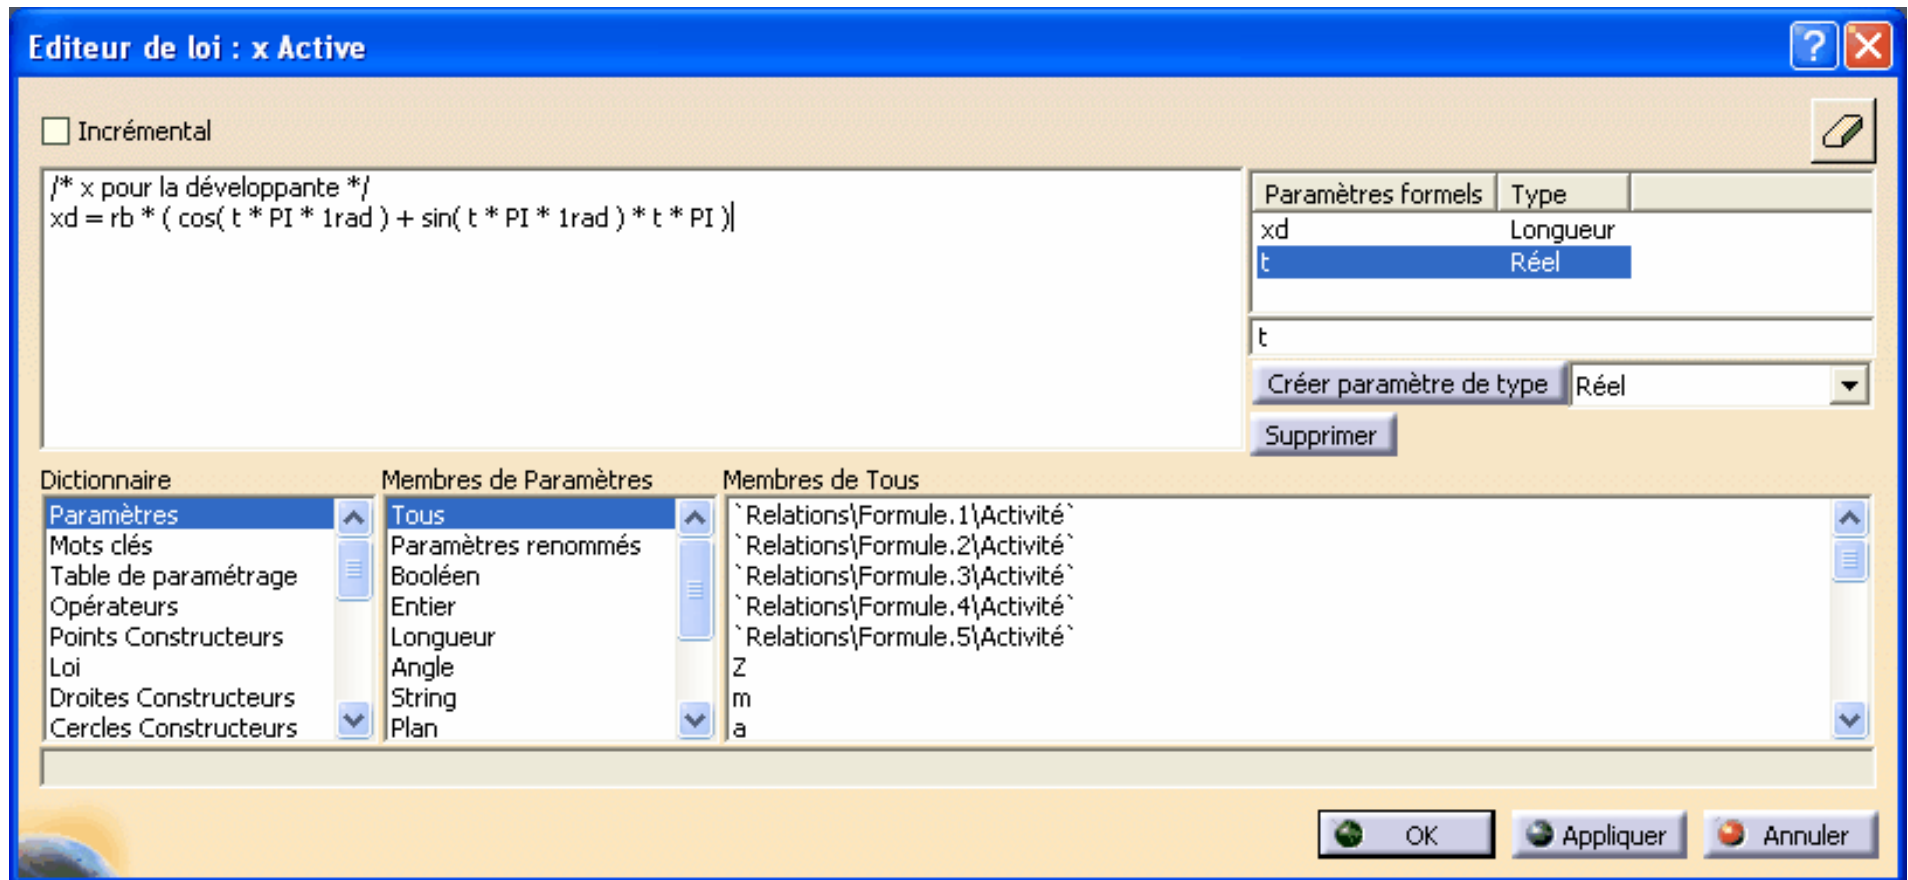 Editeur de loi : x Active
Incrémental
/* x pour la développante */
xd = rb * ( cos( t * PI * 1rad ) + sin( t * PI * 1rad ) * t * PI )
Paramètres formels Type
xd Longueur
t Réel
t
Créer paramètre de type Réel
Supprimer
Dictionnaire
Paramètres
Mots clés
Table de paramétrage
Opérateurs
Points Constructeurs
Loi
Droites Constructeurs
Cercles Constructeurs
Membres de Paramètres
Tous
Paramètres renommés
Booléen
Entier
Longueur
Angle
String
Plan
Membres de Tous
`Relations\Formule.1\Activité`
`Relations\Formule.2\Activité`
`Relations\Formule.3\Activité`
`Relations\Formule.4\Activité`
`Relations\Formule.5\Activité`
Z
m
a
OK Appliquer Annuler